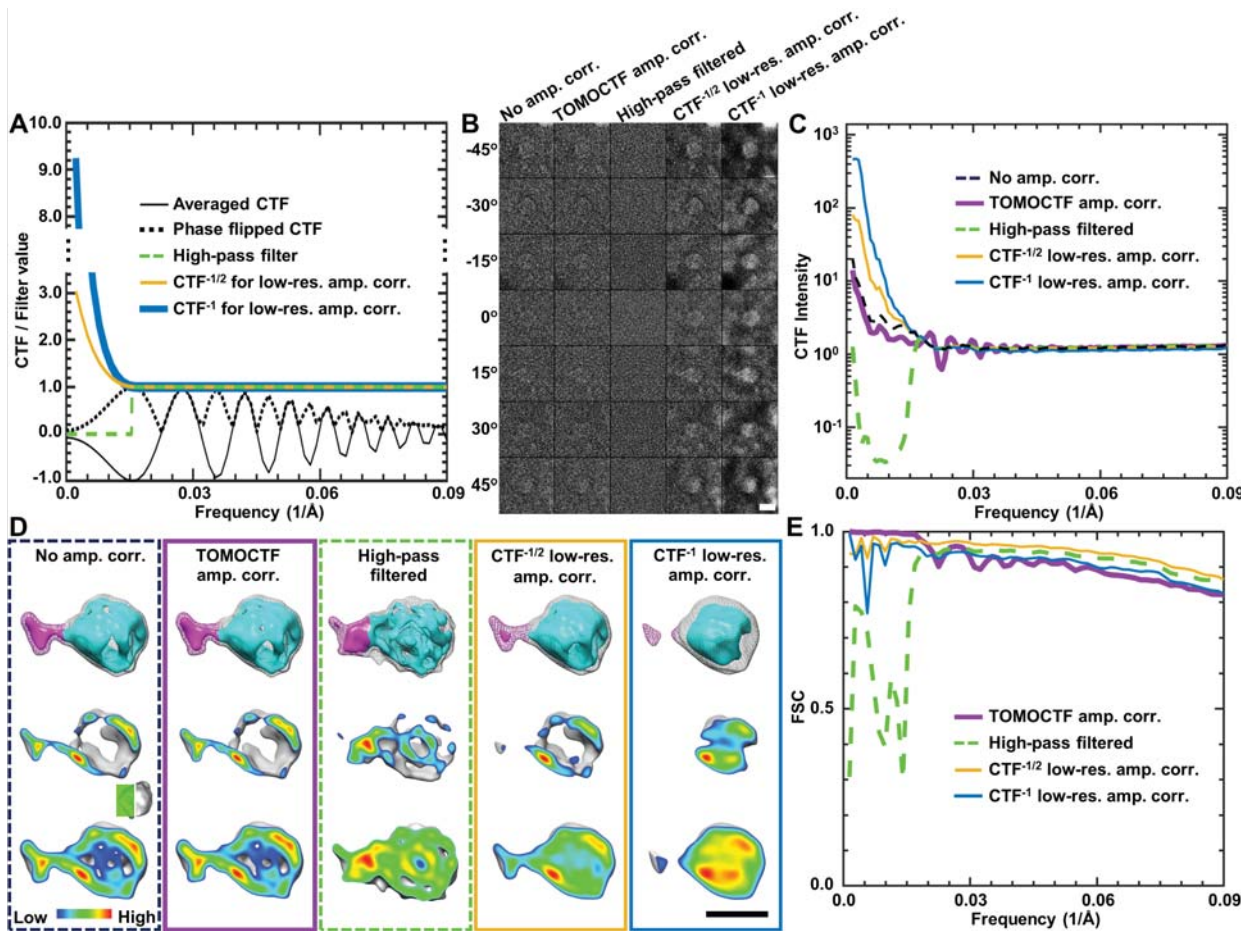 No amp. corr.
TOMOCTF amp. corr.
High-pass filtered
CTF-1/2 low-res. amp. corr.
CTF-1 low-res. amp. corr.
A
10.0
9.0
8.0
3.0
2.0
1.0
0.0
-1.0
CTF / Filter value
Averaged CTF
Phase flipped CTF
High-pass filter
CTF-1/2 for low-res. amp. corr.
CTF-1 for low-res. amp. corr.
0.0 0.03 0.06 0.09
Frequency (1/Å)
B
-45º
-30º
-15º
0º
15º
30º
45º
C
10³
10²
10¹
10⁰
10-1
CTF Intensity
No amp. corr.
TOMOCTF amp. corr.
High-pass filtered
CTF-1/2 low-res. amp. corr.
CTF-1 low-res. amp. corr.
0.0 0.03 0.06 0.09
Frequency (1/Å)
D
No amp. corr.
TOMOCTF
amp. corr.
High-pass
filtered
CTF-1/2 low-res.
amp. corr.
CTF-1 low-res.
amp. corr.
Low High
E
1.0
0.5
0.0
FSC
TOMOCTF amp. corr.
High-pass filtered
CTF-1/2 low-res. amp. corr.
CTF-1 low-res. amp. corr.
0.0 0.03 0.06 0.09
Frequency (1/Å)